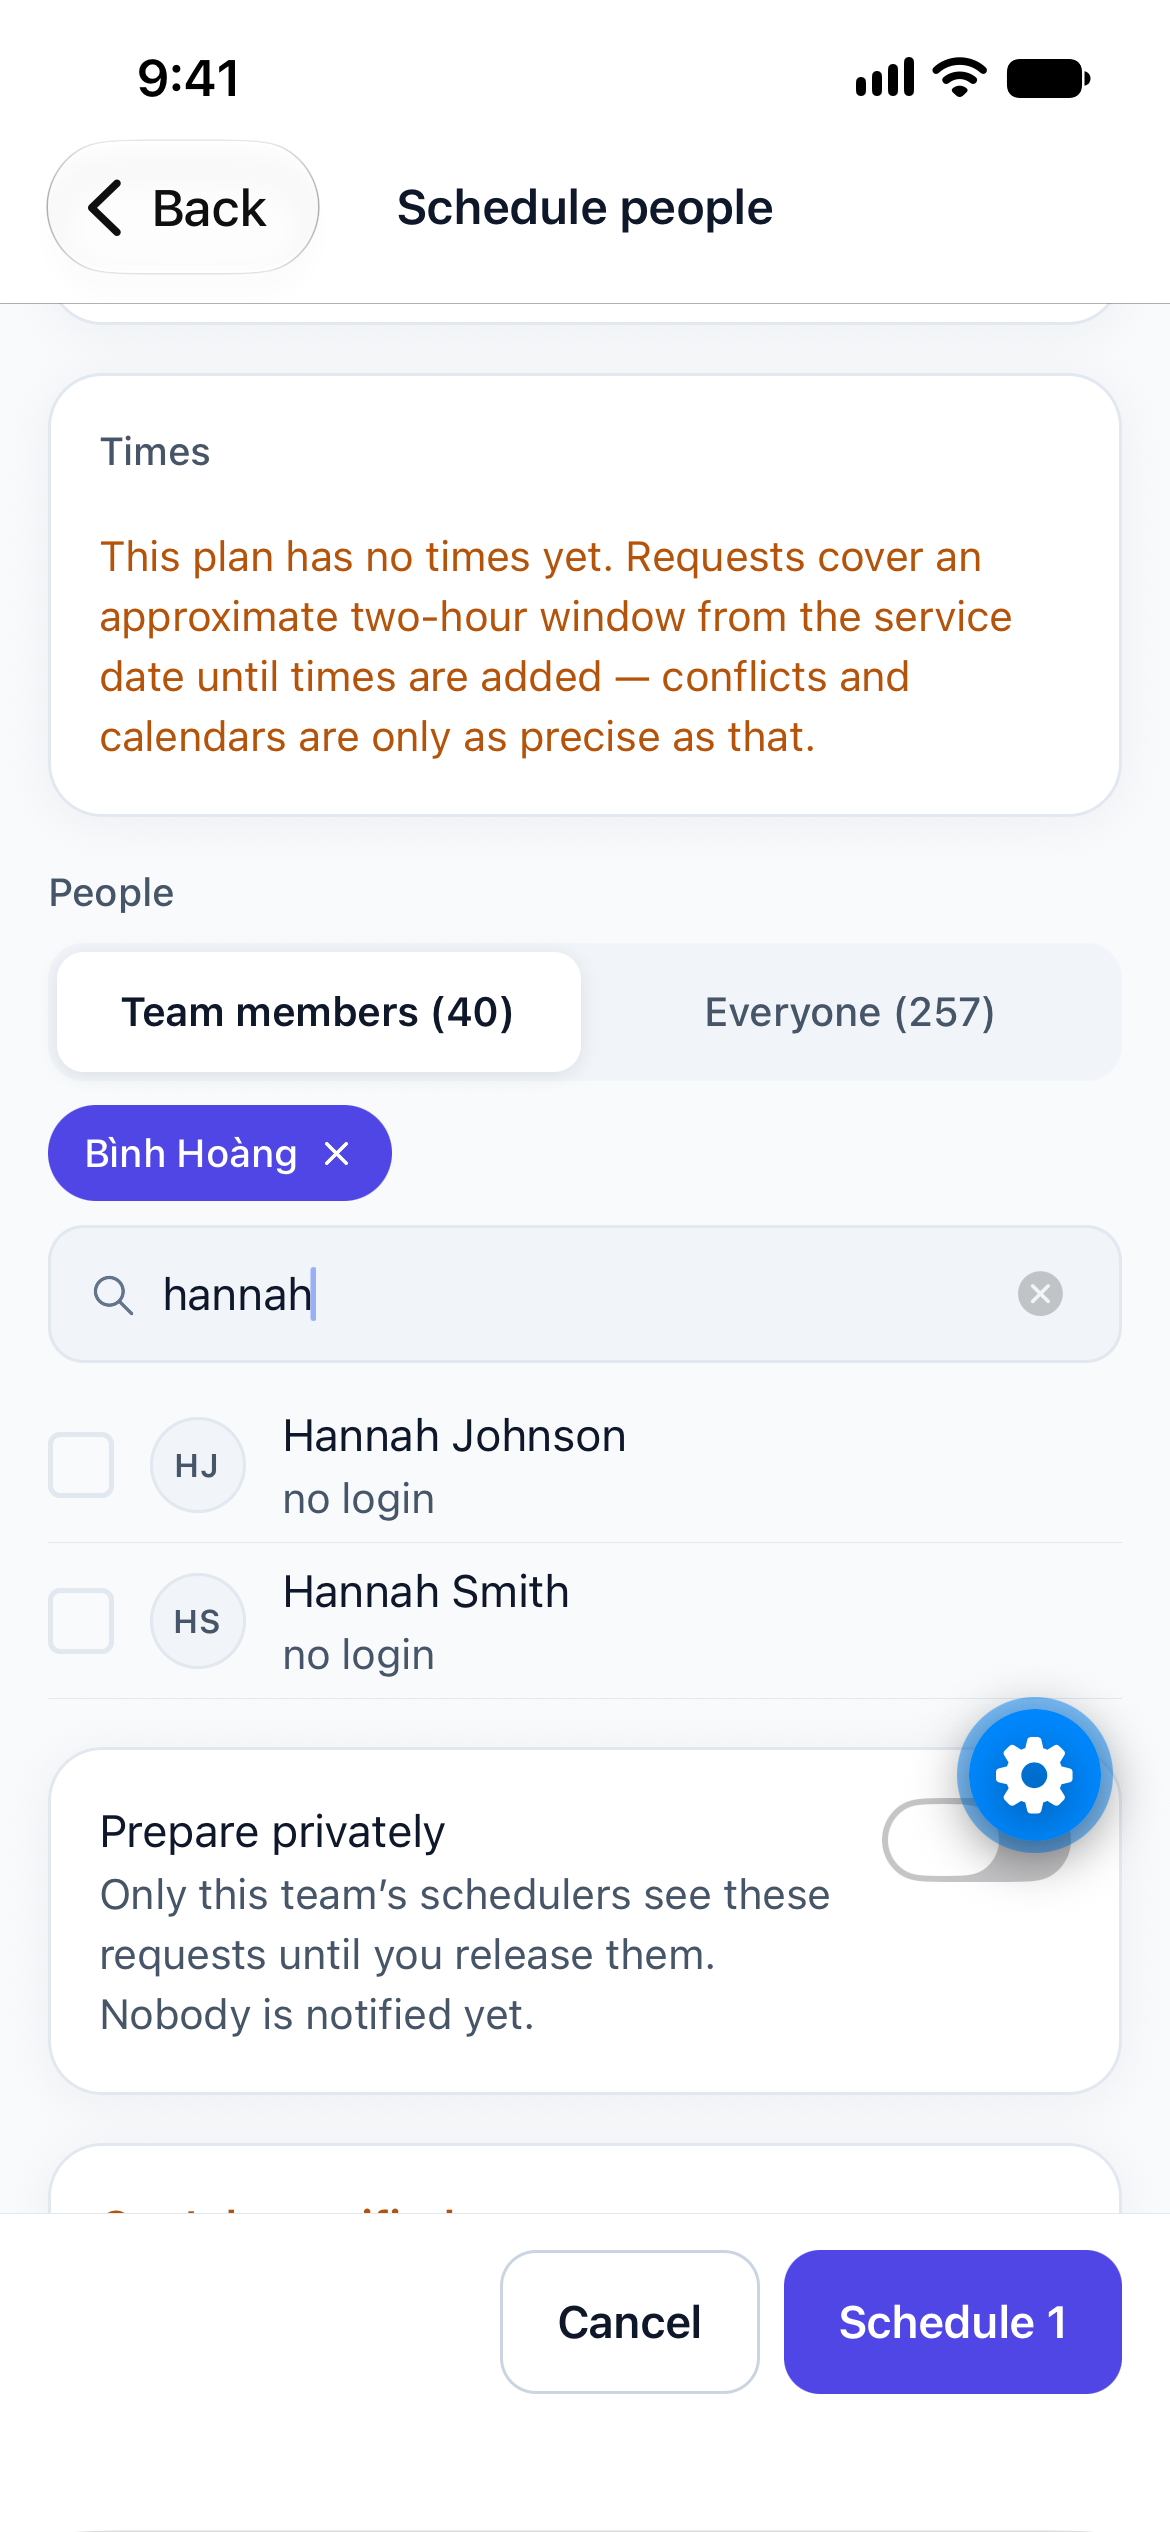 9:41
Back
Schedule people
Times
This plan has no times yet. Requests cover an
approximate two-hour window from the service
date until times are added — conflicts and
calendars are only as precise as that.
People
Team members (40)
Everyone (257)
Bình Hoàng
hannah
HJ
Hannah Johnson
no login
HS
Hannah Smith
no login
Prepare privately
Only this team’s schedulers see these
requests until you release them.
Nobody is notified yet.
Cancel
Schedule 1